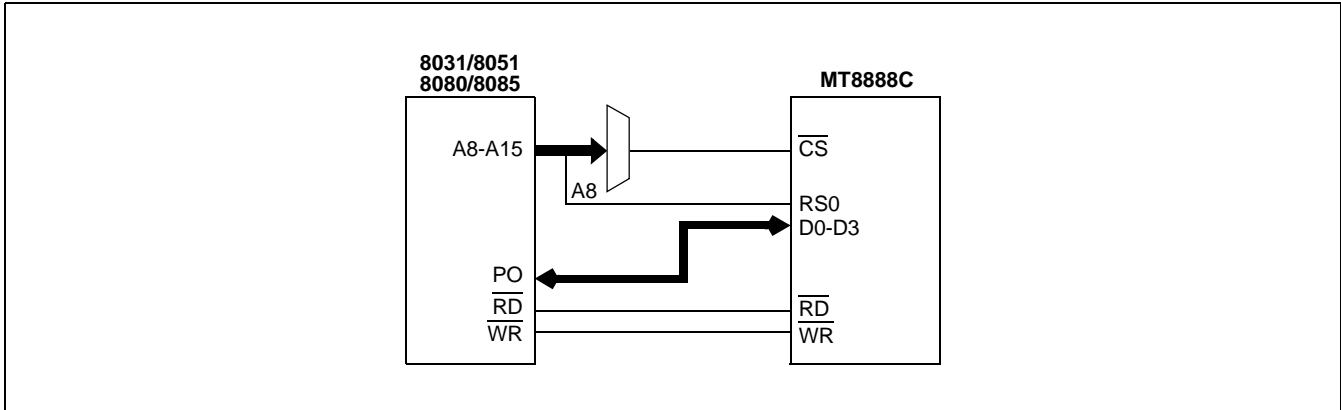 8031/8051
8080/8085
MT8888C
A8-A15
CS
A8
RS0
D0-D3
PO
RD
RD
WR
WR